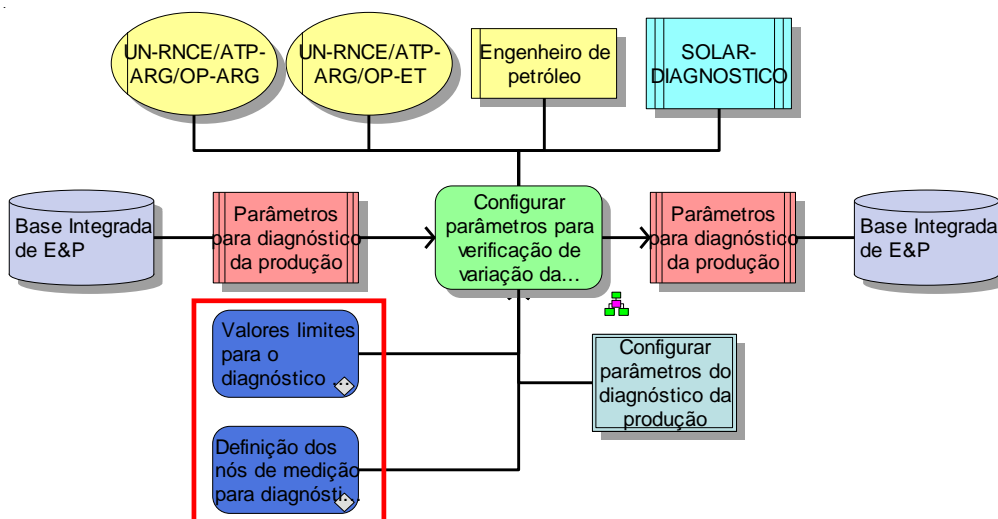 UN-RNCE/ATP-
ARG/OP-ARG
UN-RNCE/ATP-
ARG/OP-ET
Engenheiro de
petróleo
SOLAR-
DIAGNOSTICO
Base Integrada
de E&P
Parâmetros
para diagnóstico
da produção
Configurar
parâmetros para
verificação de
variação da...
Parâmetros
para diagnóstico
da produção
Base Integrada
de E&P
Valores limites
para o
diagnóstico ...
Configurar
parâmetros do
diagnóstico da
produção
Definição dos
nós de medição
para diagnósti...